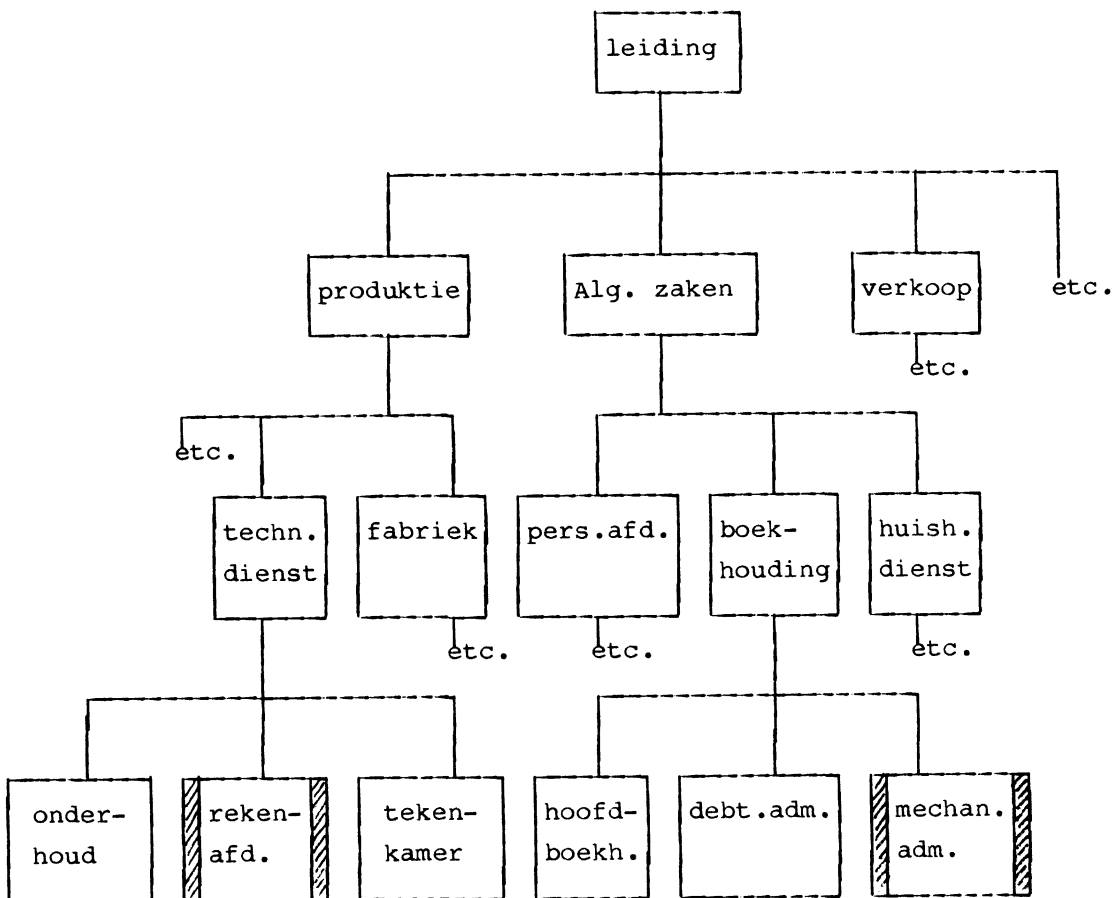 leiding
produktie
Alg. zaken
verkoop
etc.
etc.
etc.
techn.
dienst
fabriek
pers.afd.
boek-
houding
huish.
dienst
etc.
etc.
etc.
onder-
houd
reken-
afd.
teken-
kamer
hoofd-
boekh.
debt.adm.
mechan.
adm.